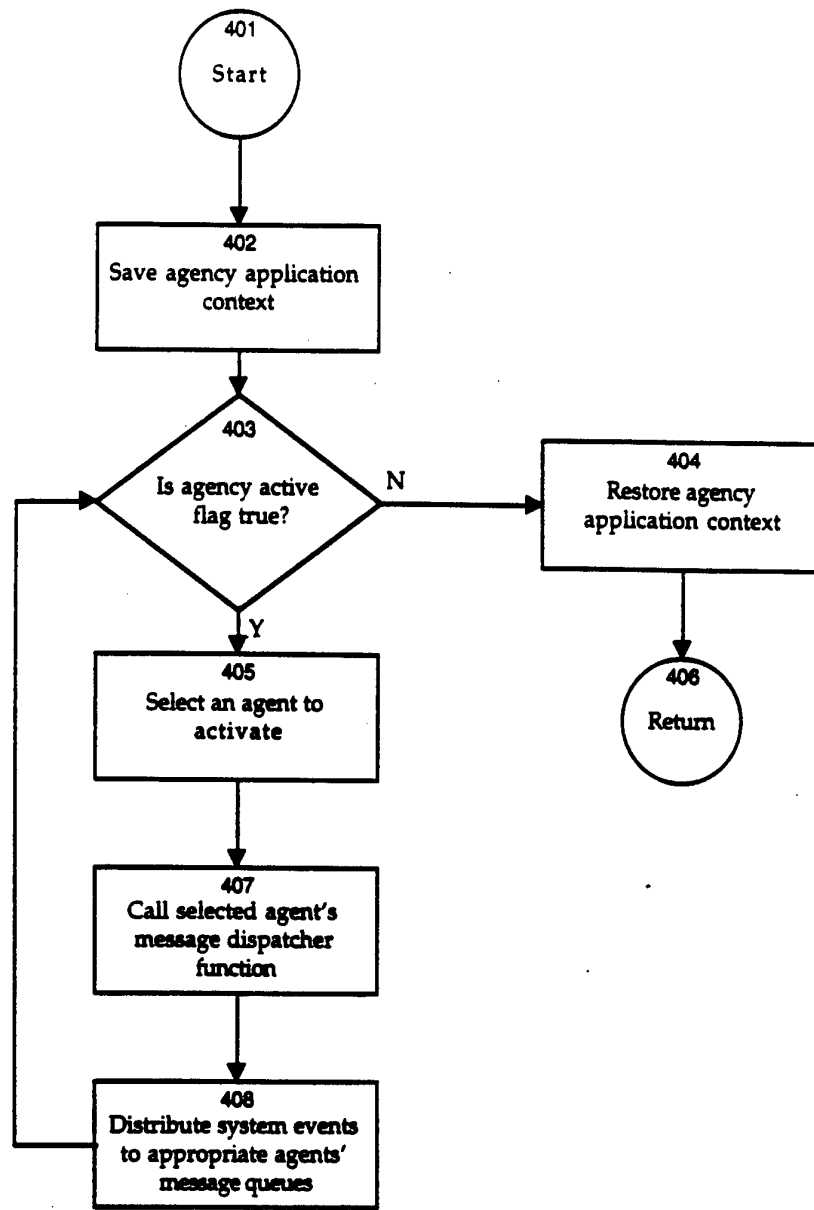 401
Start
402
Save agency application
context
403
Is agency active
flag true?
N
404
Restore agency
application context
Y
405
Select an agent to
activate
406
Return
407
Call selected agent's
message dispatcher
function
408
Distribute system events
to appropriate agents'
message queues